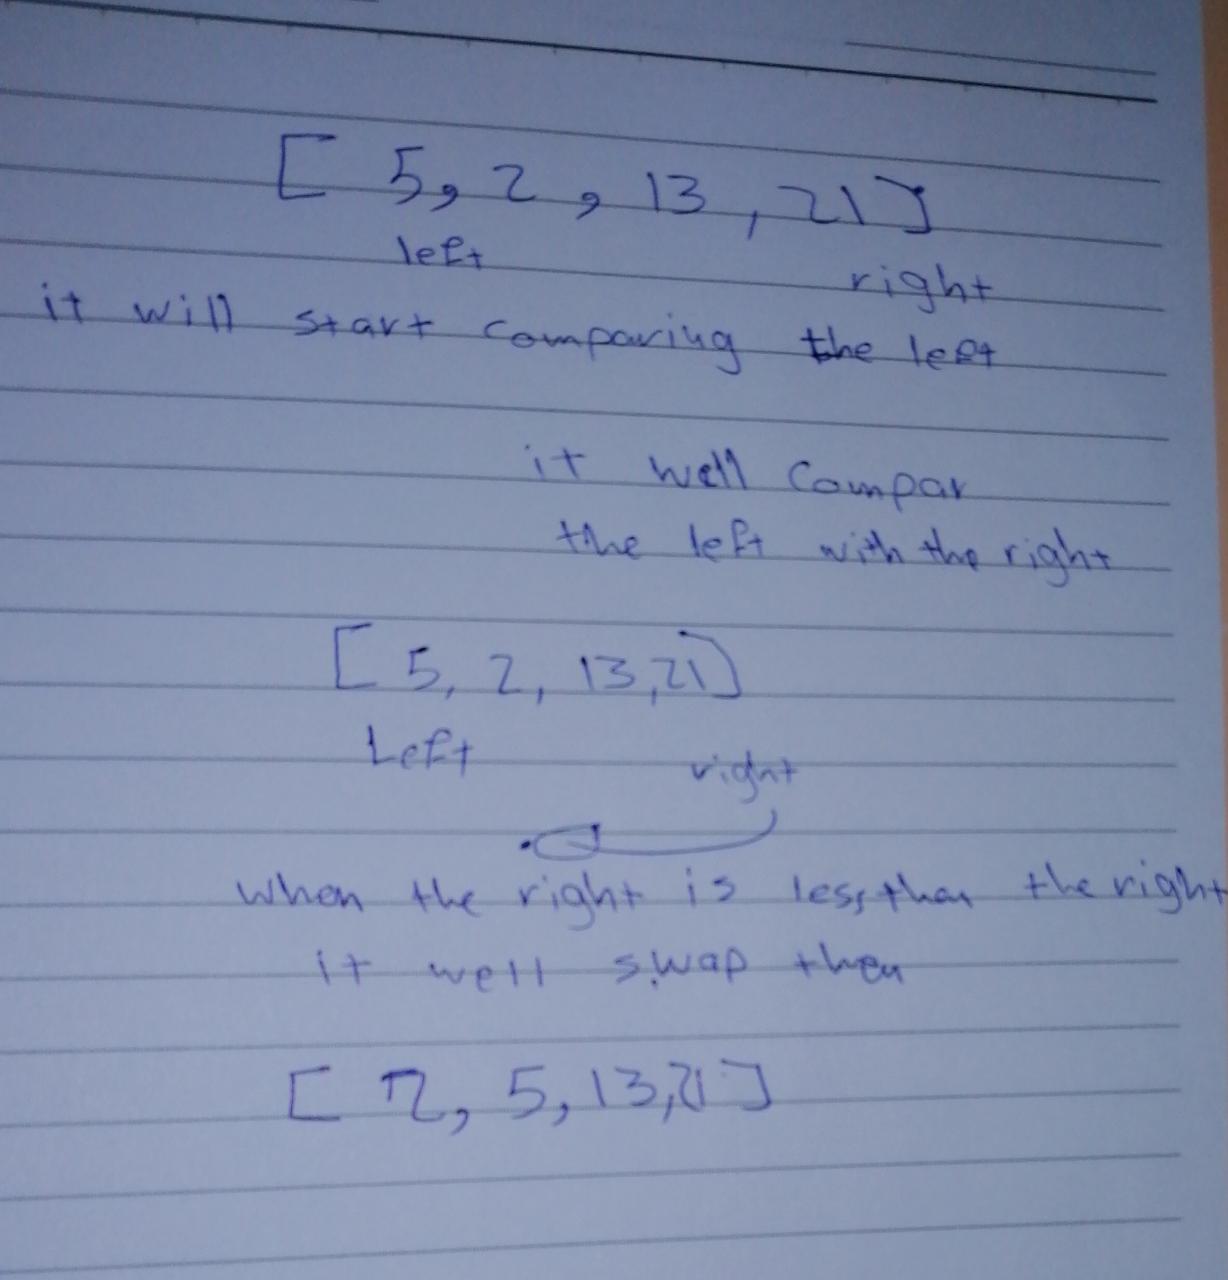 [ 5, 2, 13, 21]
left
right
it will start comparing the left
it well compar
the left with the right
[ 5, 2, 13, 21]
Left
right
when the right is less than the right
it well swap then
[ 2, 5, 13, 21]